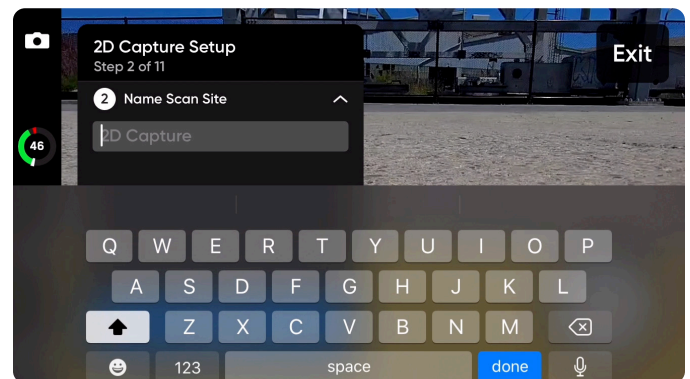 2D Capture Setup
Step 2 of 11
Exit
2 Name Scan Site
2D Capture
46
Q W E R T Y U I O P
A S D F G H J K L
Z X C V B N M
123 space done